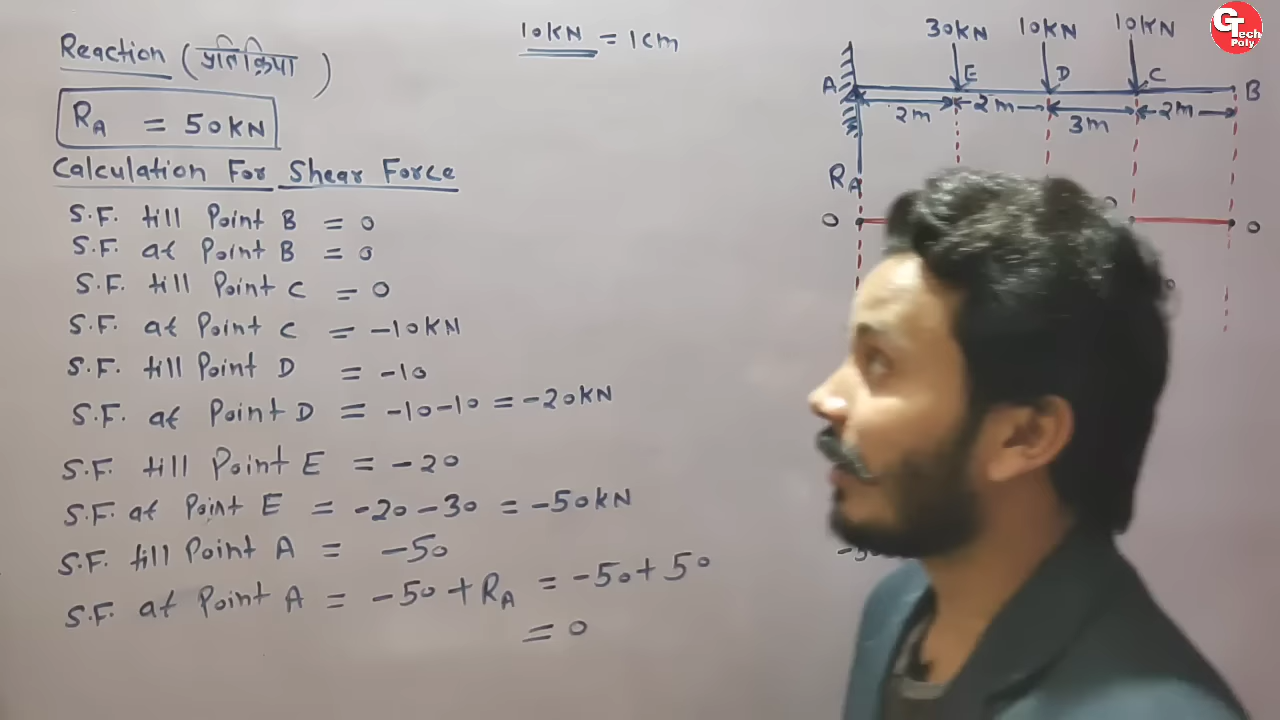 Reaction (प्रतिक्रिया)
RA = 50KN
Calculation For Shear Force
S.F. till Point B = 0
S.F. at Point B = 0
S.F. till Point C = 0
S.F. at Point C = -10KN
S.F. till Point D = -10
S.F. at Point D = -10-10 = -20KN
S.F. till Point E = -20
S.F. at Point E = -20-30 = -50KN
S.F. till Point A = -50
S.F. at Point A = -50+RA = -50+50
= 0
10KN = 1cm
30KN 10KN 10KN
A E D C B
2m 2m 3m 2m
RA
0 0
GTech
Poly